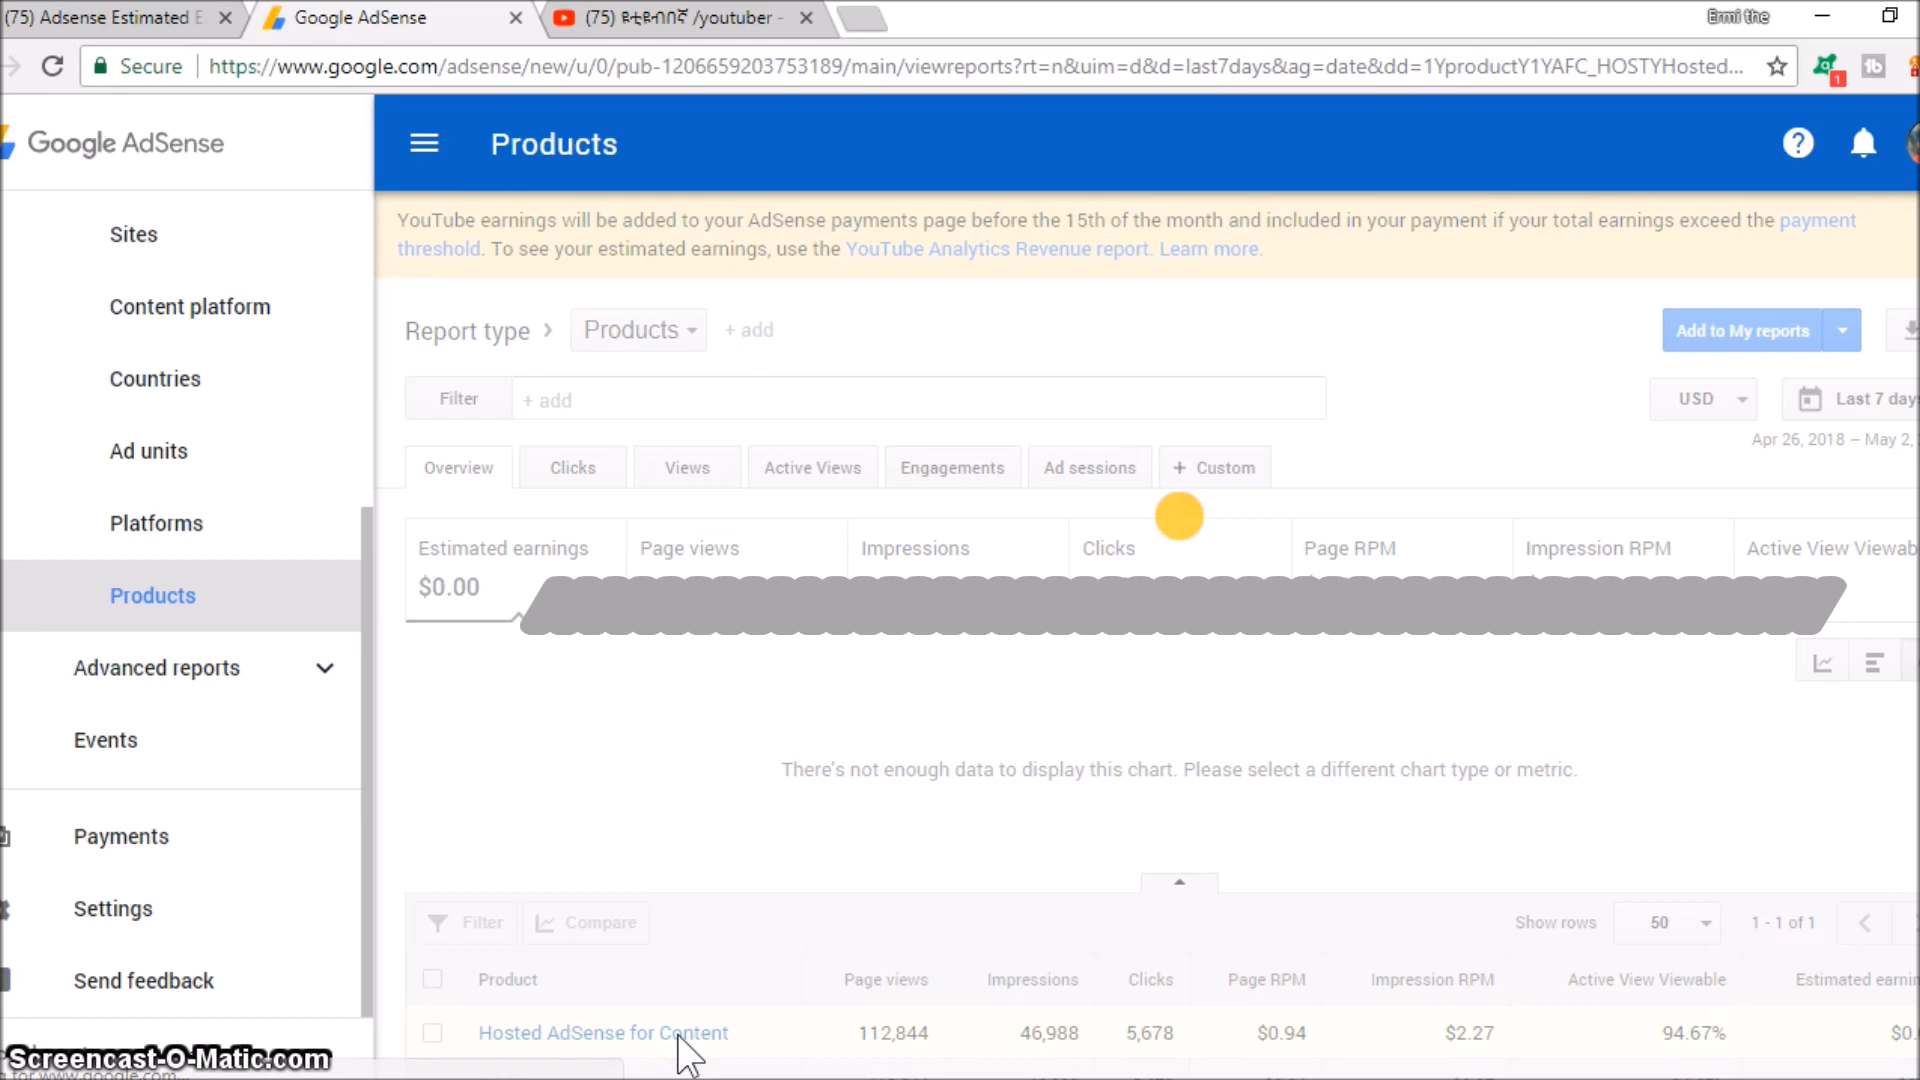 (75) Adsense Estimated E
Google AdSense
(75) /youtuber -
Ermi the
Secure
https://www.google.com/adsense/new/u/0/pub-1206659203753189/main/viewreports?rt=n&uim=d&d=last7days&ag=date&dd=1YproductY1YAFC_HOSTYHosted...
1
Google AdSense
Products
YouTube earnings will be added to your AdSense payments page before the 15th of the month and included in your payment if your total earnings exceed the payment
threshold. To see your estimated earnings, use the YouTube Analytics Revenue report. Learn more.
Sites
Content platform
Countries
Ad units
Platforms
Products
Advanced reports
Events
Payments
Settings
Send feedback
Report type › Products + add
Add to My reports
Filter + add
USD
Last 7 day
Apr 26, 2018 – May 2,
Overview Clicks Views Active Views Engagements Ad sessions + Custom
Estimated earnings Page views Impressions Clicks Page RPM Impression RPM Active View Viewab
$0.00
There's not enough data to display this chart. Please select a different chart type or metric.
Filter Compare
Show rows 50 1 - 1 of 1
Product Page views Impressions Clicks Page RPM Impression RPM Active View Viewable Estimated earnin
Hosted AdSense for Content 112,844 46,988 5,678 $0.94 $2.27 94.67% $0.
Screencast-O-Matic.com